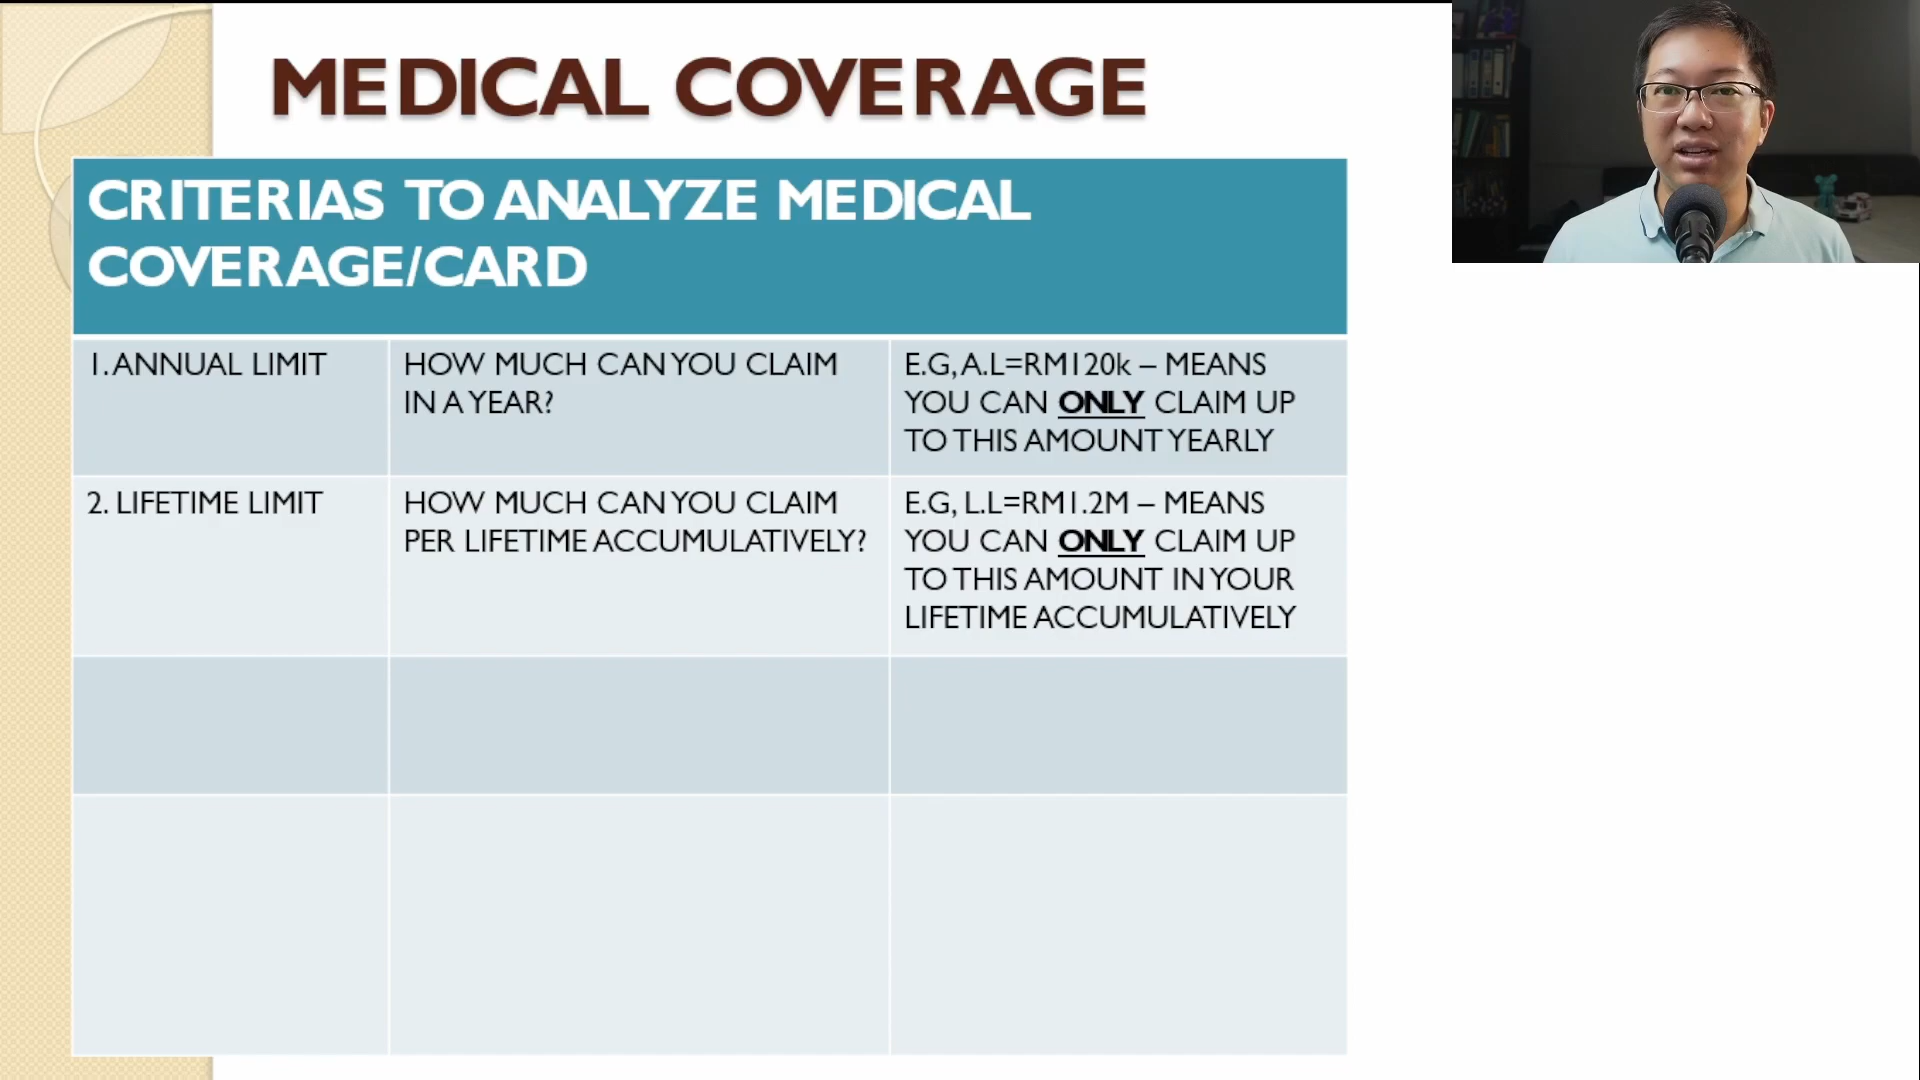 MEDICAL COVERAGE
CRITERIAS TO ANALYZE MEDICAL
COVERAGE/CARD
1. ANNUAL LIMIT
HOW MUCH CAN YOU CLAIM
IN A YEAR?
E.G, A.L=RM120k – MEANS
YOU CAN ONLY CLAIM UP
TO THIS AMOUNT YEARLY
2. LIFETIME LIMIT
HOW MUCH CAN YOU CLAIM
PER LIFETIME ACCUMULATIVELY?
E.G, L.L=RM1.2M – MEANS
YOU CAN ONLY CLAIM UP
TO THIS AMOUNT IN YOUR
LIFETIME ACCUMULATIVELY